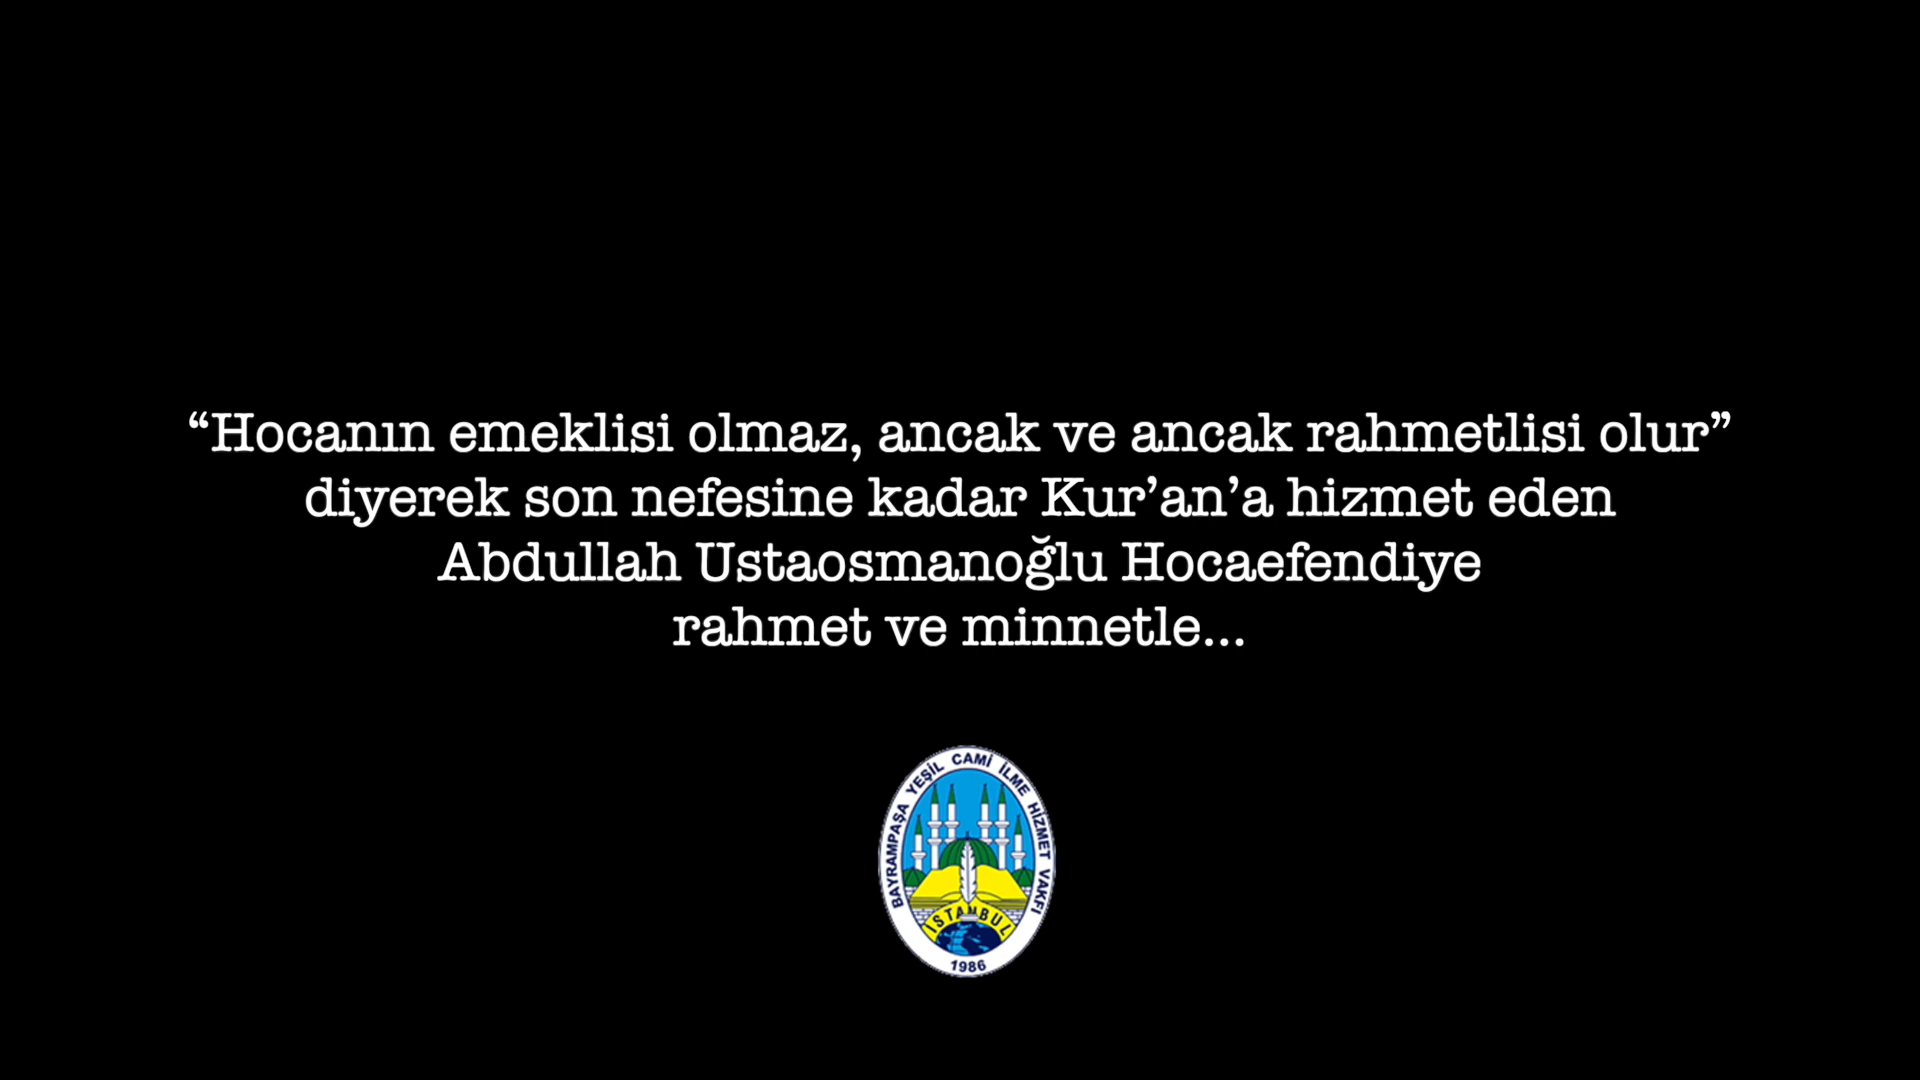 “Hocanın emeklisi olmaz, ancak ve ancak rahmetlisi olur”
diyerek son nefesine kadar Kur’an’a hizmet eden
Abdullah Ustaosmanoğlu Hocaefendiye
rahmet ve minnetle...
BAYRAMPAŞA YEŞİL CAMİ İLME HİZMET VAKFI
İSTANBUL
1986